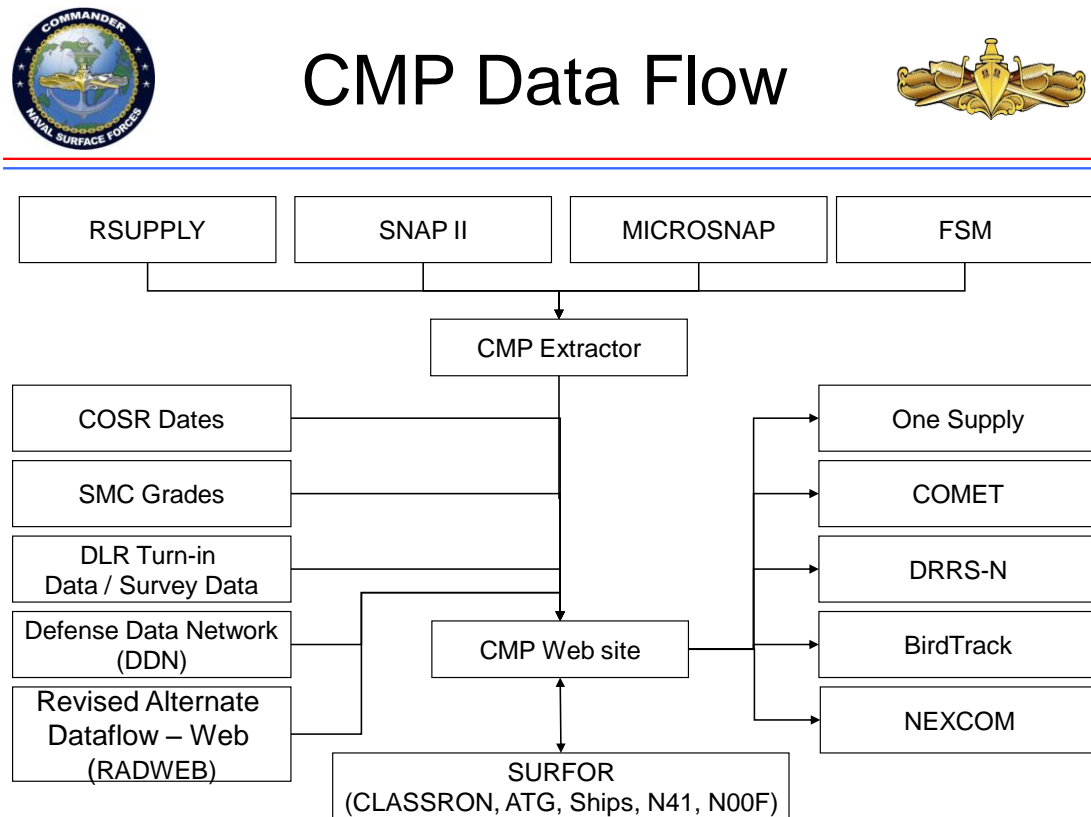 COMMANDER
NAVAL SURFACE FORCES
CMP Data Flow
RSUPPLY
SNAP II
MICROSNAP
FSM
CMP Extractor
COSR Dates
SMC Grades
DLR Turn-in
Data / Survey Data
Defense Data Network
(DDN)
Revised Alternate
Dataflow – Web
(RADWEB)
CMP Web site
One Supply
COMET
DRRS-N
BirdTrack
NEXCOM
SURFOR
(CLASSRON, ATG, Ships, N41, N00F)